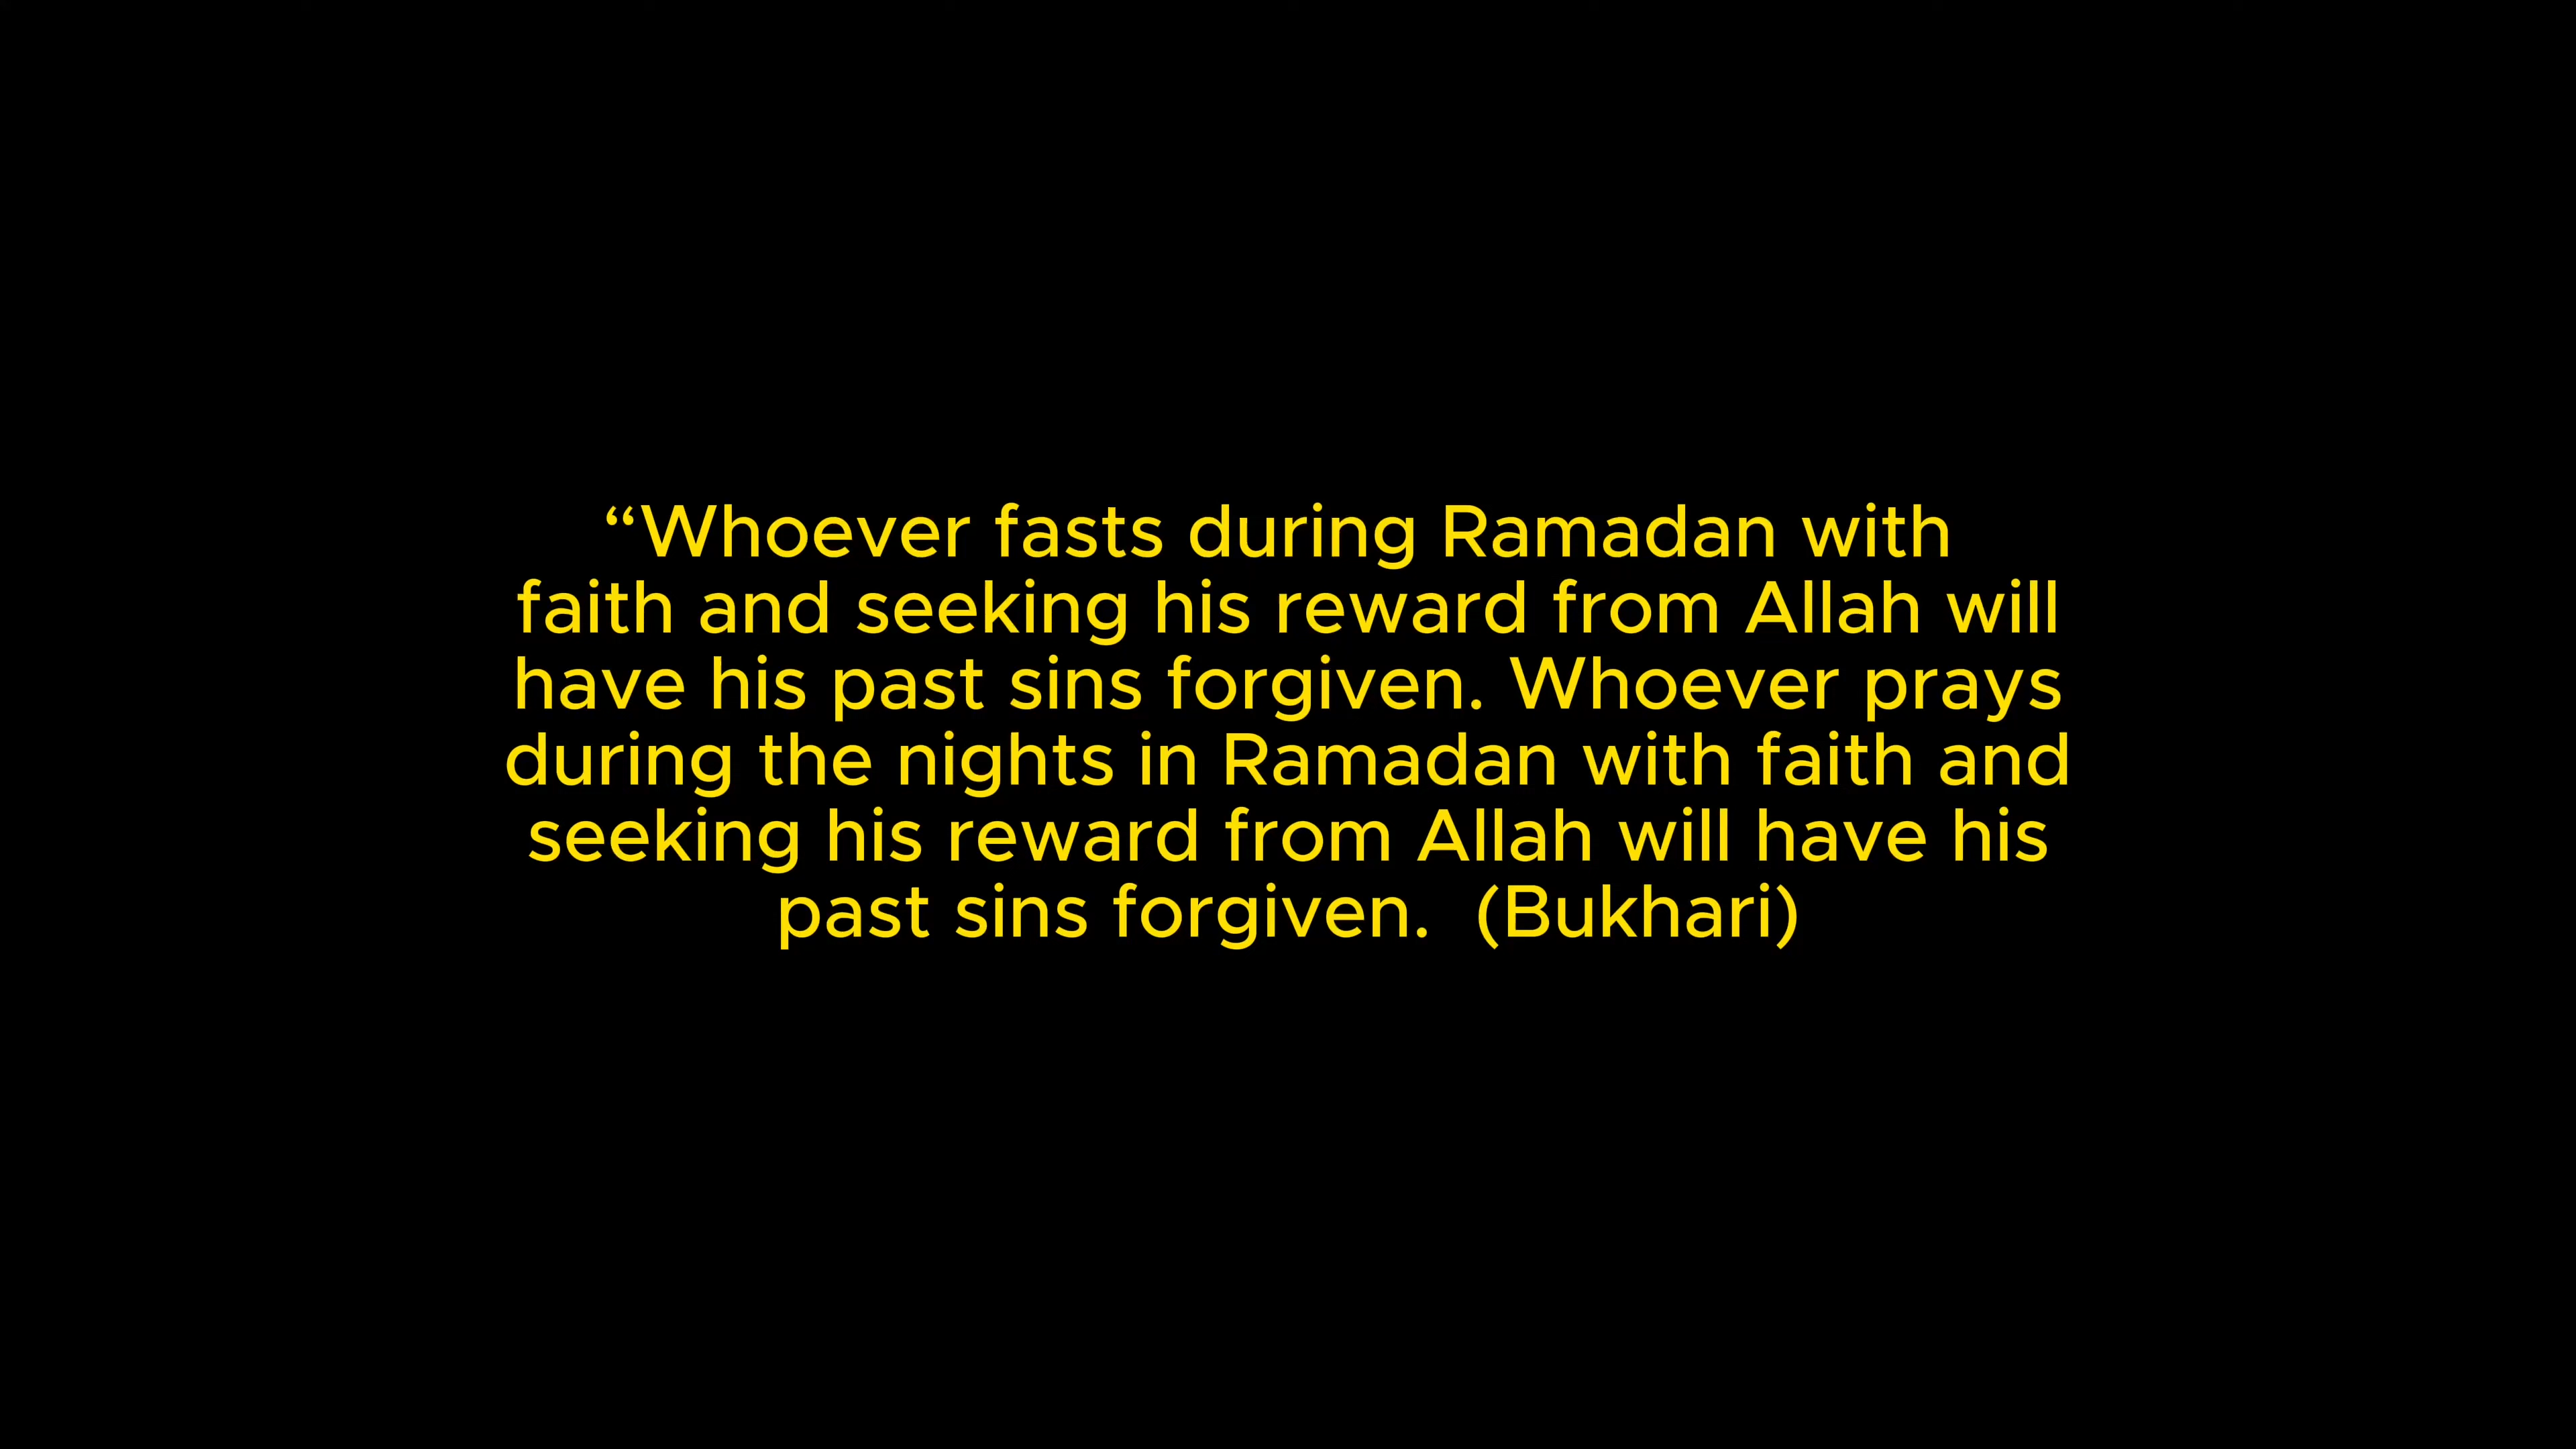 “Whoever fasts during Ramadan with
faith and seeking his reward from Allah will
have his past sins forgiven. Whoever prays
during the nights in Ramadan with faith and
seeking his reward from Allah will have his
past sins forgiven.  (Bukhari)